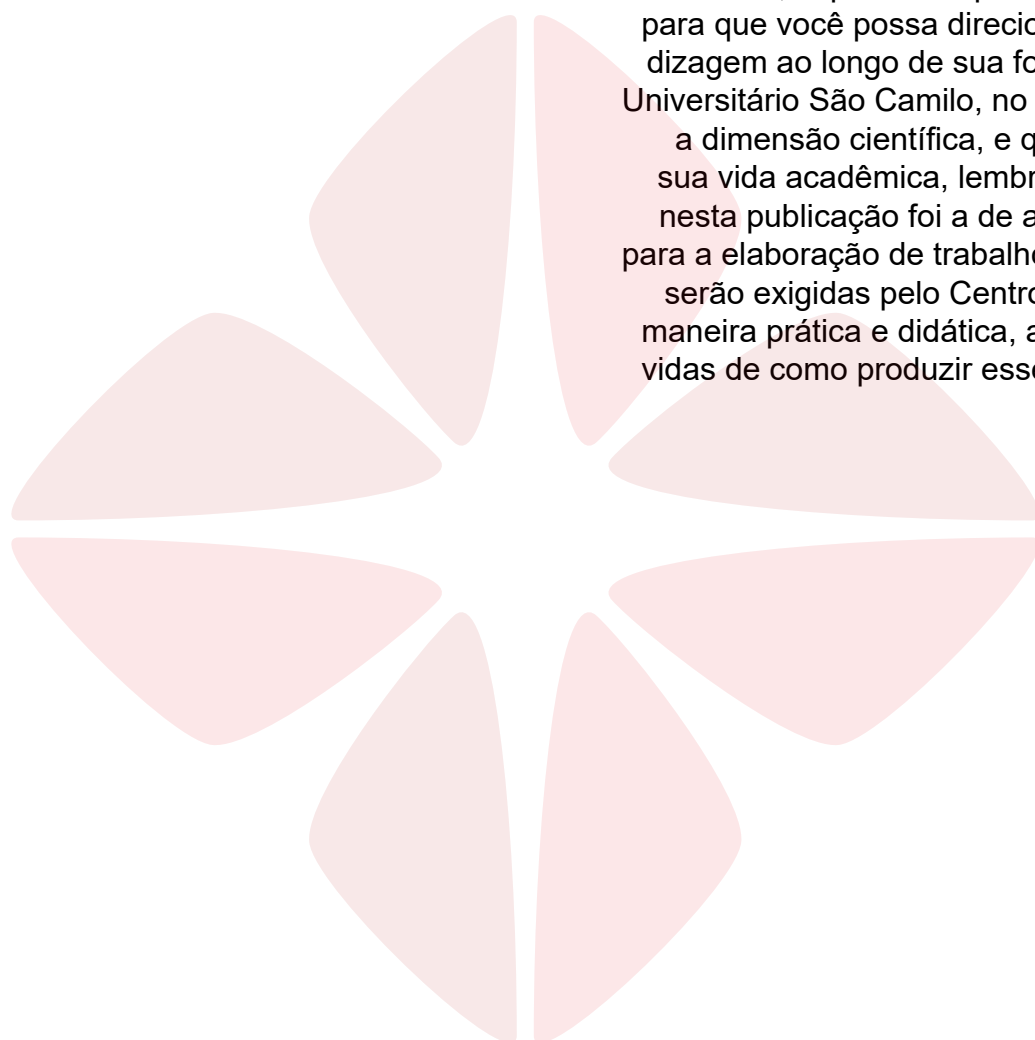 para que você possa direcio
dizagem ao longo de sua fo
Universitário São Camilo, no
a dimensão científica, e q
sua vida acadêmica, lembr
nesta publicação foi a de a
para a elaboração de trabalh
serão exigidas pelo Centro
maneira prática e didática, a
vidas de como produzir ess